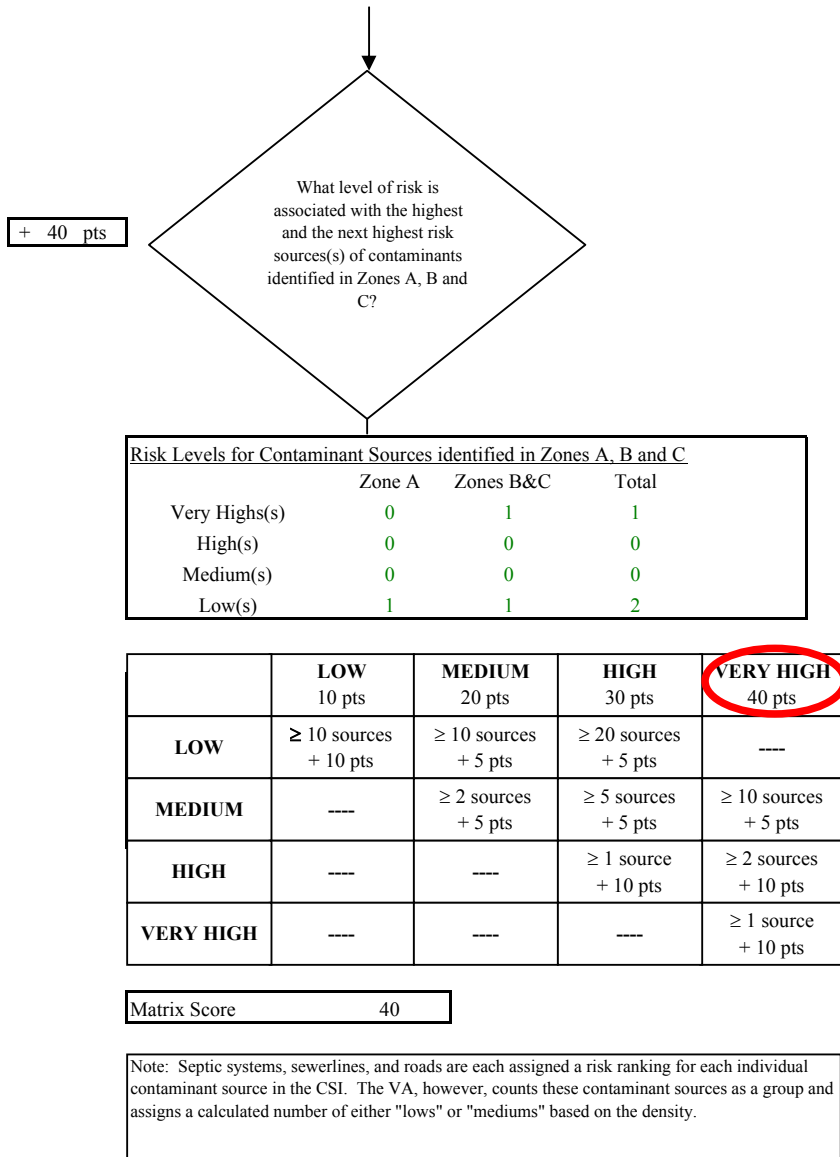 What level of risk is
associated with the highest
and the next highest risk
sources(s) of contaminants
identified in Zones A, B and
C?
+ 40 pts
Risk Levels for Contaminant Sources identified in Zones A, B and C
Zone A Zones B&C Total
Very Highs(s) 0 1 1
High(s) 0 0 0
Medium(s) 0 0 0
Low(s) 1 1 2
LOW MEDIUM HIGH VERY HIGH
10 pts 20 pts 30 pts 40 pts
LOW ≥ 10 sources + 10 pts ≥ 10 sources + 5 pts ≥ 20 sources + 5 pts ----
MEDIUM ---- ≥ 2 sources + 5 pts ≥ 5 sources + 5 pts ≥ 10 sources + 5 pts
HIGH ---- ---- ≥ 1 source + 10 pts ≥ 2 sources + 10 pts
VERY HIGH ---- ---- ---- ≥ 1 source + 10 pts
Matrix Score 40
Note: Septic systems, sewerlines, and roads are each assigned a risk ranking for each individual
contaminant source in the CSI. The VA, however, counts these contaminant sources as a group and
assigns a calculated number of either "lows" or "mediums" based on the density.